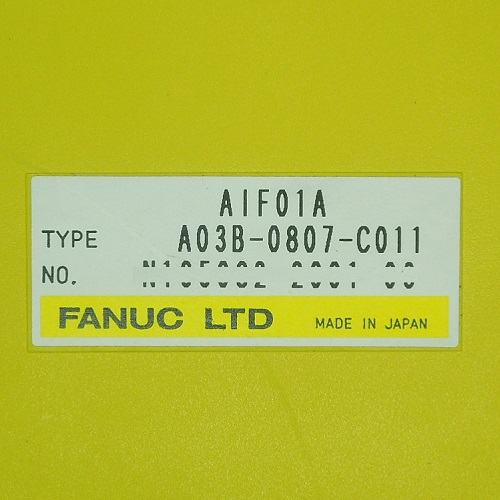 AIF01A
TYPE A03B-0807-C011
NO.
FANUC LTD MADE IN JAPAN